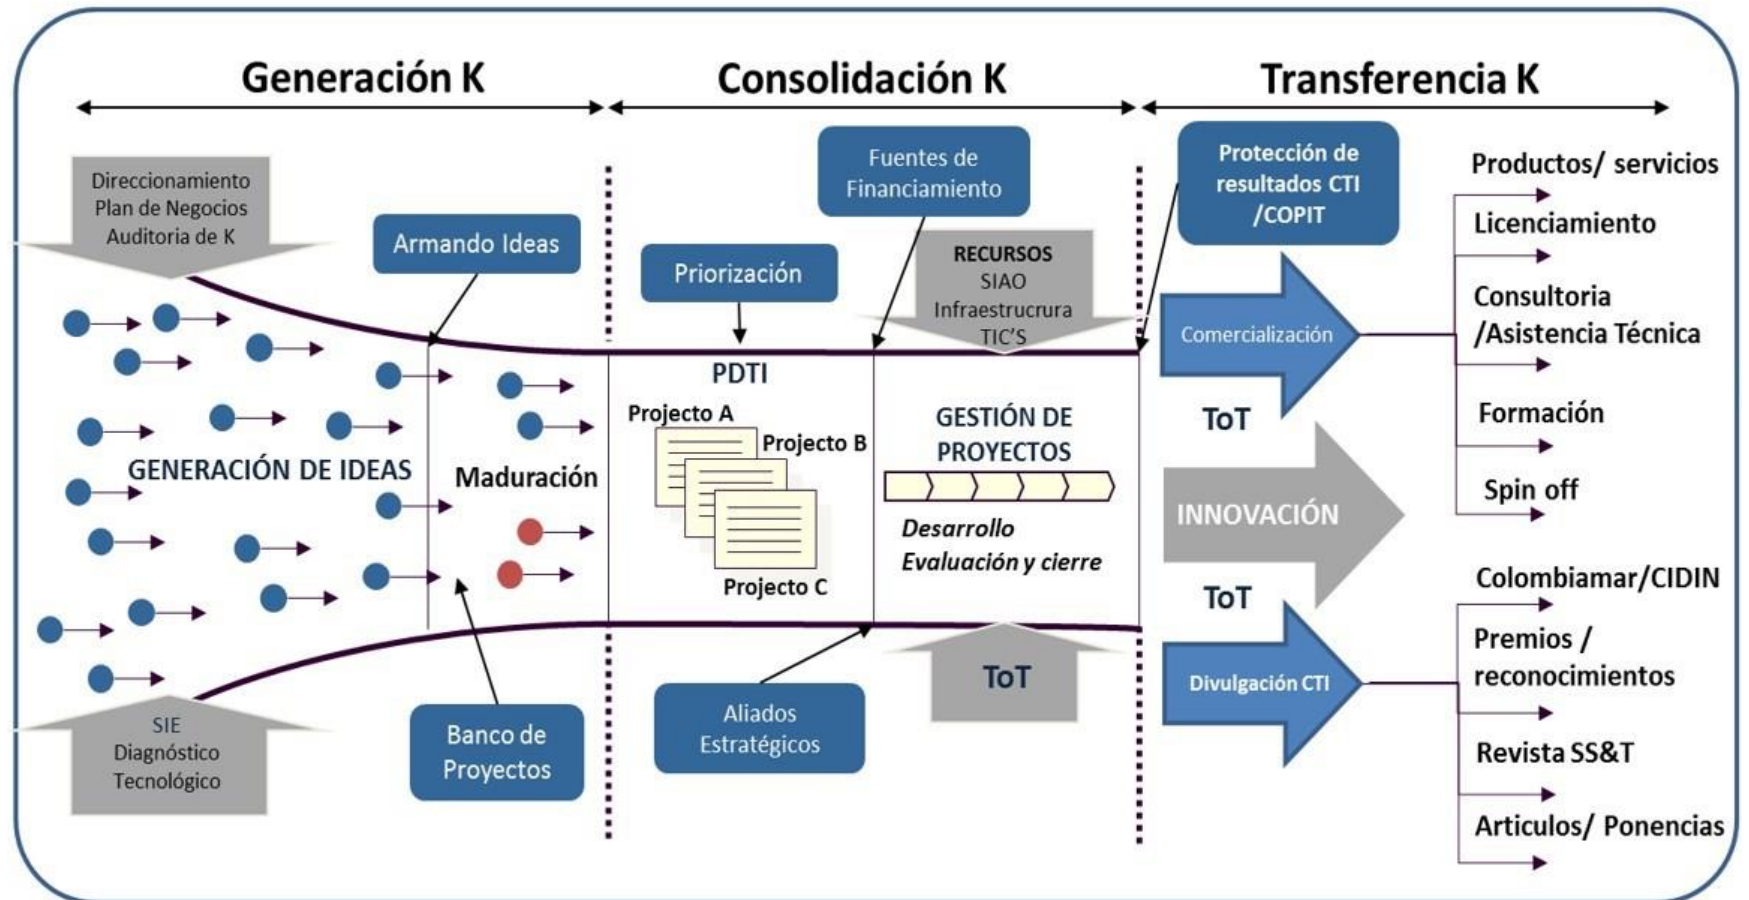 Generación K
Consolidación K
Transferencia K
Direccionamiento
Plan de Negocios
Auditoria de K
Armando Ideas
GENERACIÓN DE IDEAS
Maduración
SIE
Diagnóstico
Tecnológico
Banco de
Proyectos
Priorización
Fuentes de
Financiamiento
RECURSOS
SIAO
Infraestrucrura
TIC'S
PDTI
Projecto A
Projecto B
Projecto C
GESTIÓN DE
PROYECTOS
Desarrollo
Evaluación y cierre
Aliados
Estratégicos
ToT
Protección de
resultados CTI
/COPIT
Comercialización
ToT
INNOVACIÓN
ToT
Divulgación CTI
Productos/ servicios
Licenciamiento
Consultoria
/Asistencia Técnica
Formación
Spin off
Colombiamar/CIDIN
Premios /
reconocimientos
Revista SS&T
Articulos/ Ponencias